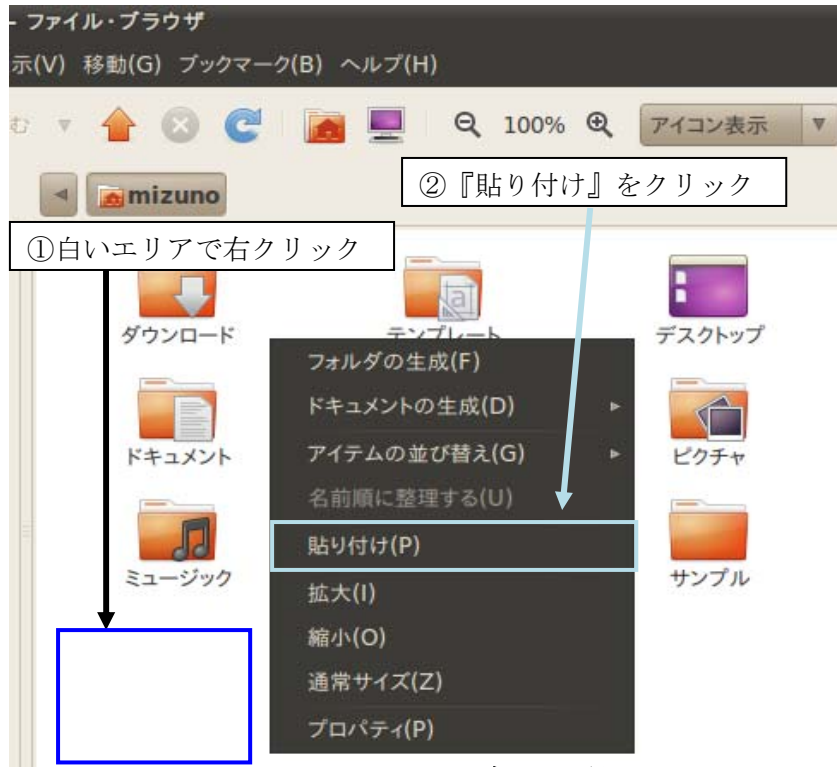 - ファイル・ブラウザ
示(V) 移動(G) ブックマーク(B) ヘルプ(H)
む 100% アイコン表示
mizuno
②『貼り付け』をクリック
①白いエリアで右クリック
ダウンロード テンプレート デスクトップ
フォルダの生成(F)
ドキュメントの生成(D)
ドキュメント アイテムの並び替え(G) ピクチャ
名前順に整理する(U)
貼り付け(P)
ミュージック サンプル
拡大(I)
縮小(O)
通常サイズ(Z)
プロパティ(P)